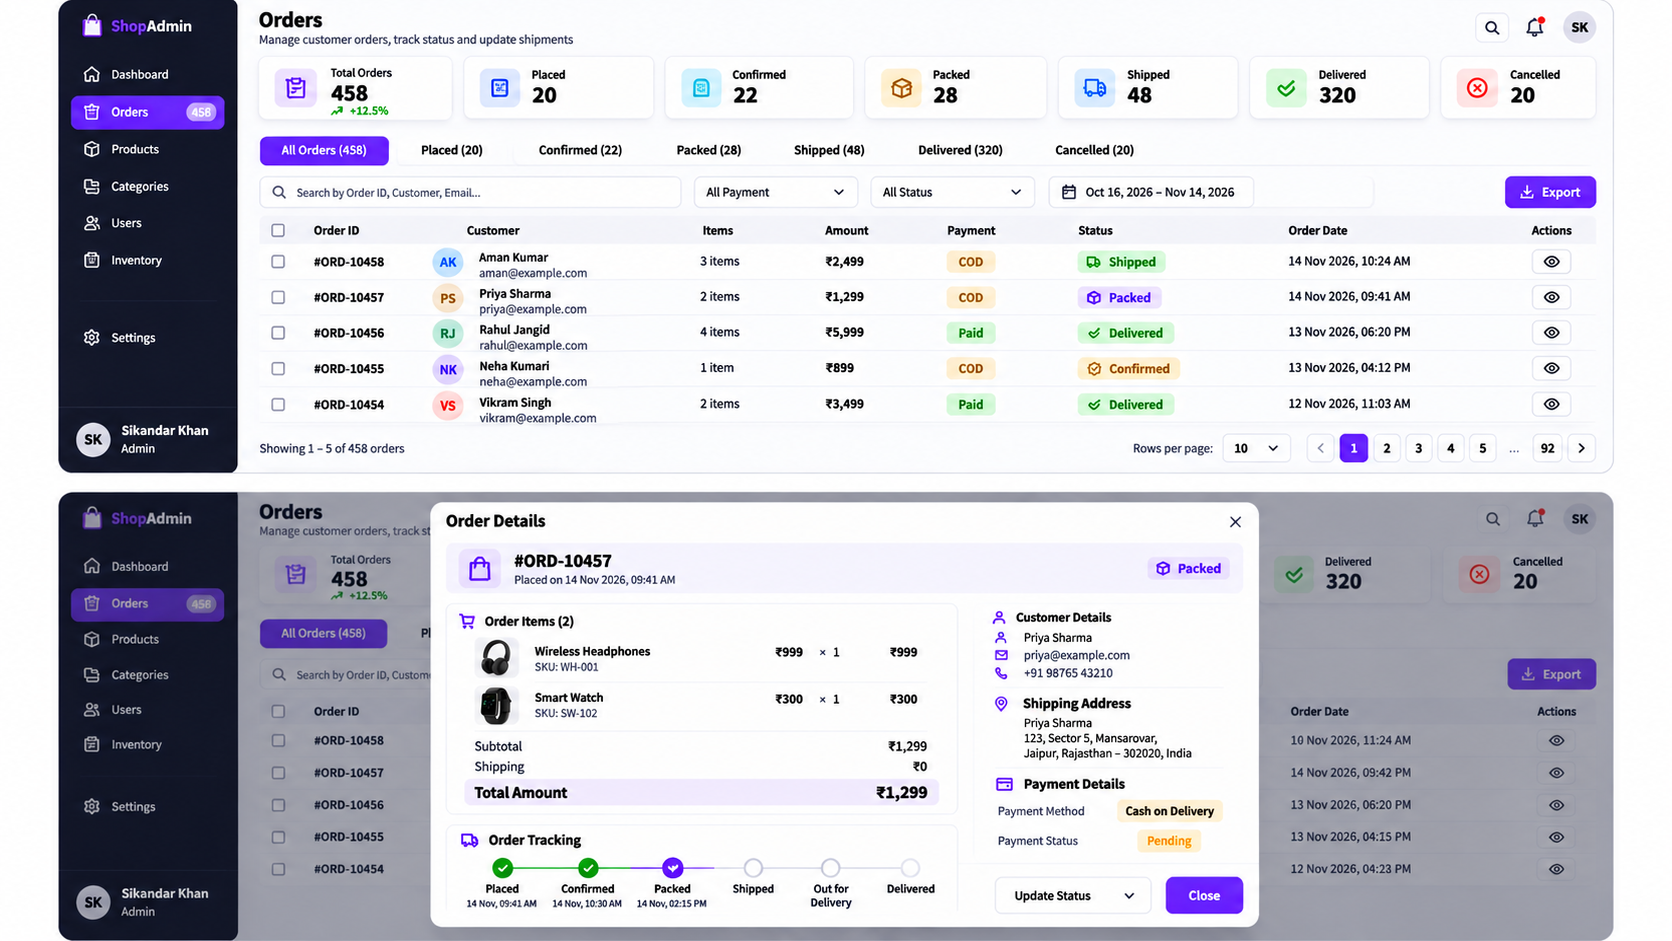 ShopAdmin
Dashboard
Orders 458
Products
Categories
Users
Inventory
Settings
SK Sikandar Khan
Admin
Orders
Manage customer orders, track status and update shipments
SK
Total Orders
458
+12.5%
Placed
20
Confirmed
22
Packed
28
Shipped
48
Delivered
320
Cancelled
20
All Orders (458) Placed (20) Confirmed (22) Packed (28) Shipped (48) Delivered (320) Cancelled (20)
Search by Order ID, Customer, Email... All Payment All Status Oct 16, 2026 – Nov 14, 2026 Export
Order ID Customer Items Amount Payment Status Order Date Actions
#ORD-10458 AK Aman Kumar 3 items ₹2,499 COD Shipped 14 Nov 2026, 10:24 AM
aman@example.com
#ORD-10457 PS Priya Sharma 2 items ₹1,299 COD Packed 14 Nov 2026, 09:41 AM
priya@example.com
#ORD-10456 RJ Rahul Jangid 4 items ₹5,999 Paid Delivered 13 Nov 2026, 06:20 PM
rahul@example.com
#ORD-10455 NK Neha Kumari 1 item ₹899 COD Confirmed 13 Nov 2026, 04:12 PM
neha@example.com
#ORD-10454 VS Vikram Singh 2 items ₹3,499 Paid Delivered 12 Nov 2026, 11:03 AM
vikram@example.com
Showing 1 – 5 of 458 orders Rows per page: 10 < 1 2 3 4 5 ... 92 >
ShopAdmin
Dashboard
Orders 458
Products
Categories
Users
Inventory
Settings
SK Sikandar Khan
Admin
Orders
Manage customer orders, track st
SK
Total Orders
458
+12.5%
Delivered
320
Cancelled
20
All Orders (458) Pl
Search by Order ID, Custome
Export
Order ID
#ORD-10458
#ORD-10457
#ORD-10456
#ORD-10455
#ORD-10454
Order Date Actions
10 Nov 2026, 11:24 AM
14 Nov 2026, 09:42 PM
13 Nov 2026, 06:20 PM
13 Nov 2026, 04:15 PM
12 Nov 2026, 04:23 PM
Order Details
#ORD-10457
Placed on 14 Nov 2026, 09:41 AM
Packed
Order Items (2)
Wireless Headphones ₹999 × 1 ₹999
SKU: WH-001
Smart Watch ₹300 × 1 ₹300
SKU: SW-102
Subtotal ₹1,299
Shipping ₹0
Total Amount ₹1,299
Order Tracking
Placed
14 Nov, 09:41 AM
Confirmed
14 Nov, 10:30 AM
Packed
14 Nov, 02:15 PM
Shipped
Out for
Delivery
Delivered
Customer Details
Priya Sharma
priya@example.com
+91 98765 43210
Shipping Address
Priya Sharma
123, Sector 5, Mansarovar,
Jaipur, Rajasthan – 302020, India
Payment Details
Payment Method Cash on Delivery
Payment Status Pending
Update Status Close